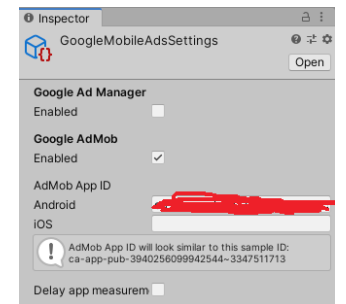 Inspector
GoogleMobileAdsSettings
Open
Google Ad Manager
Enabled
Google AdMob
Enabled
AdMob App ID
Android
iOS
AdMob App ID will look similar to this sample ID:
ca-app-pub-3940256099942544~3347511713
Delay app measurem